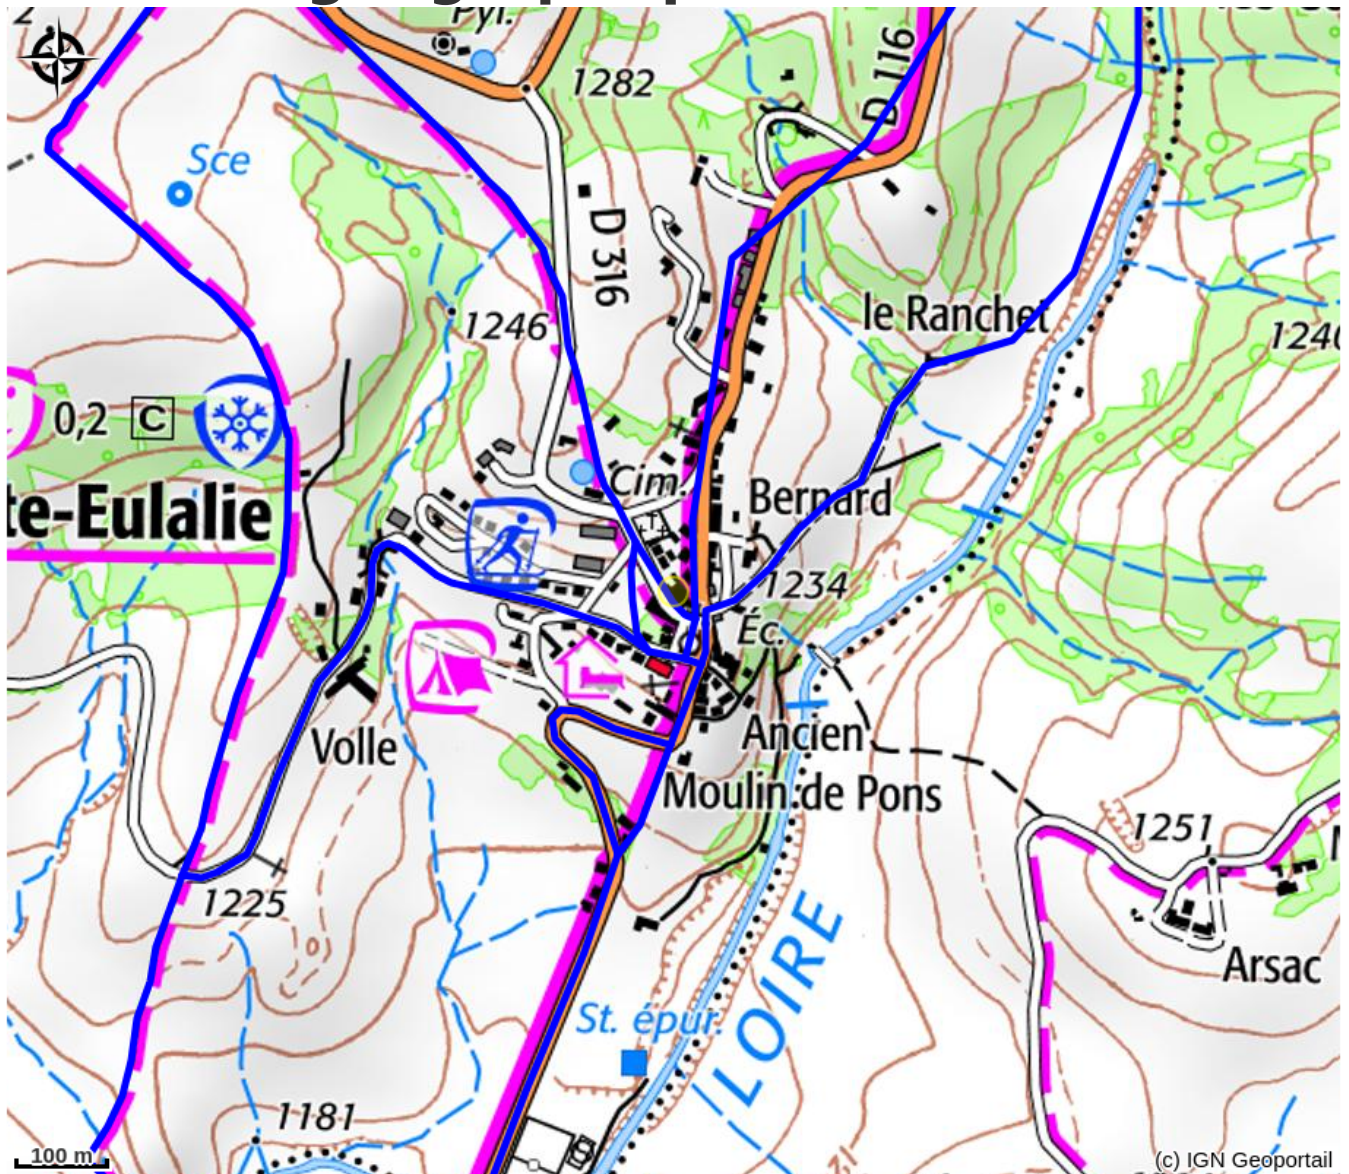 Pyl.
1282
D 116
Sce
D 316
1246
le Ranchet
1240
0,2 C
te-Eulalie
Cim.
Bernard
1234
Éc.
Volle
Ancien
Moulin de Pons
1251
1225
Arsac
LOIRE
St. épur.
1181
100 m
(c) IGN Geoportail